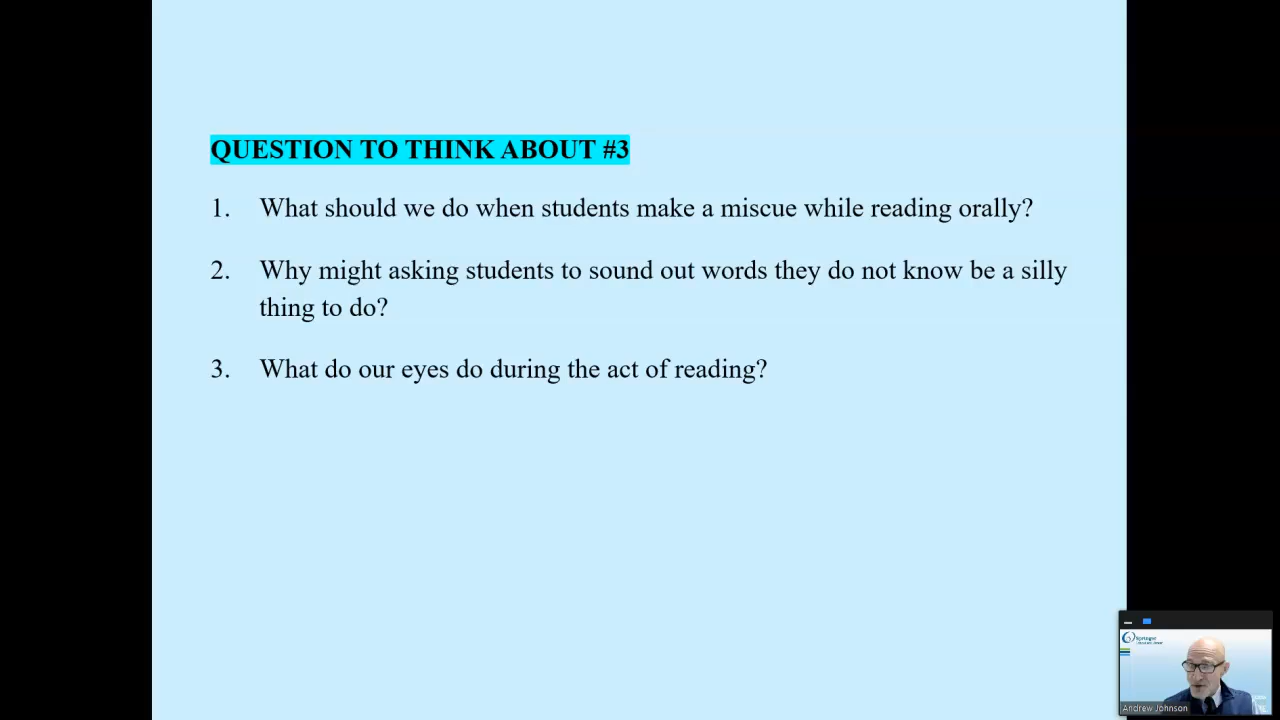 QUESTION TO THINK ABOUT #3
1. What should we do when students make a miscue while reading orally?
2. Why might asking students to sound out words they do not know be a silly
thing to do?
3. What do our eyes do during the act of reading?
Springer
Andrew Johnson